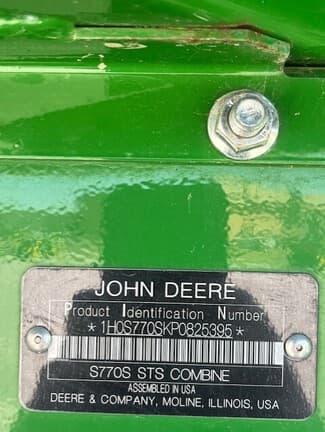 JOHN DEERE
Product Identification Number
*1H0S770SKP0825395*
S770S STS COMBINE
ASSEMBLED IN USA
DEERE & COMPANY, MOLINE, ILLINOIS, USA